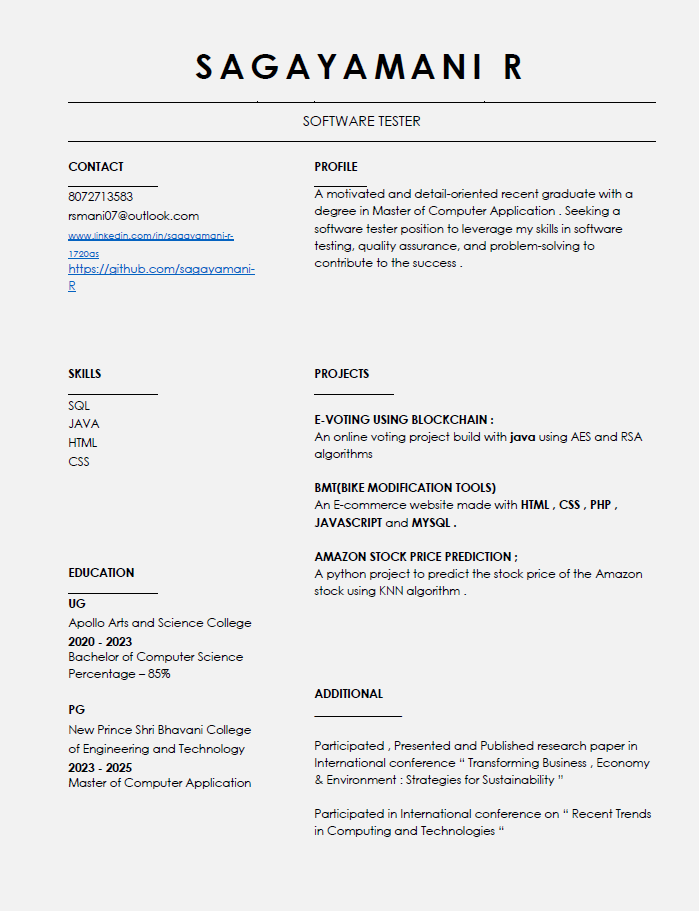 SAGAYAMANI R
SOFTWARE TESTER
CONTACT
8072713583
rsmani07@outlook.com
www.linkedin.com/in/sagayamani-r-
1720as
https://github.com/sagayamani-
R
PROFILE
A motivated and detail-oriented recent graduate with a
degree in Master of Computer Application . Seeking a
software tester position to leverage my skills in software
testing, quality assurance, and problem-solving to
contribute to the success .
SKILLS
SQL
JAVA
HTML
CSS
PROJECTS
E-VOTING USING BLOCKCHAIN :
An online voting project build with java using AES and RSA
algorithms
BMT(BIKE MODIFICATION TOOLS)
An E-commerce website made with HTML , CSS , PHP ,
JAVASCRIPT and MYSQL .
AMAZON STOCK PRICE PREDICTION ;
A python project to predict the stock price of the Amazon
stock using KNN algorithm .
EDUCATION
UG
Apollo Arts and Science College
2020 - 2023
Bachelor of Computer Science
Percentage – 85%
PG
New Prince Shri Bhavani College
of Engineering and Technology
2023 - 2025
Master of Computer Application
ADDITIONAL
Participated , Presented and Published research paper in
International conference “ Transforming Business , Economy
& Environment : Strategies for Sustainability ”
Participated in International conference on “ Recent Trends
in Computing and Technologies “